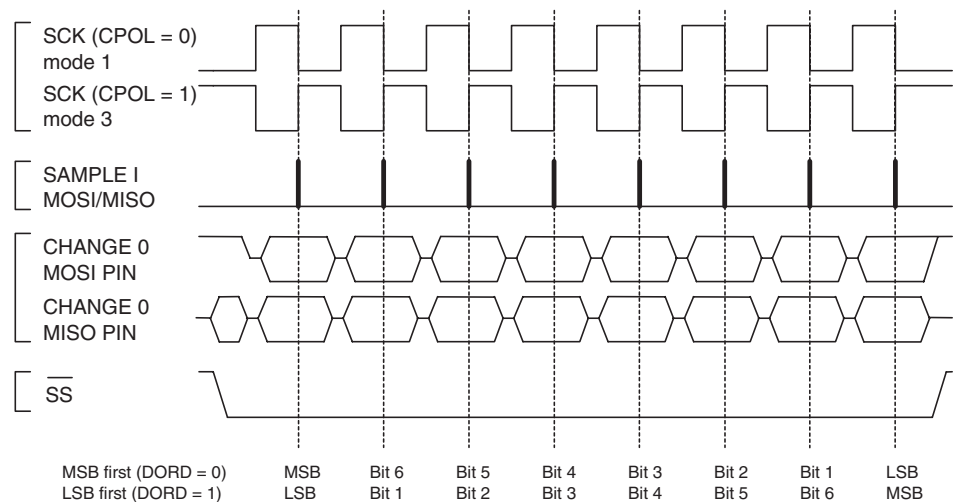 SCK (CPOL = 0)
mode 1
SCK (CPOL = 1)
mode 3
SAMPLE I
MOSI/MISO
CHANGE 0
MOSI PIN
CHANGE 0
MISO PIN
SS
MSB first (DORD = 0) MSB Bit 6 Bit 5 Bit 4 Bit 3 Bit 2 Bit 1 LSB
LSB first (DORD = 1) LSB Bit 1 Bit 2 Bit 3 Bit 4 Bit 5 Bit 6 MSB